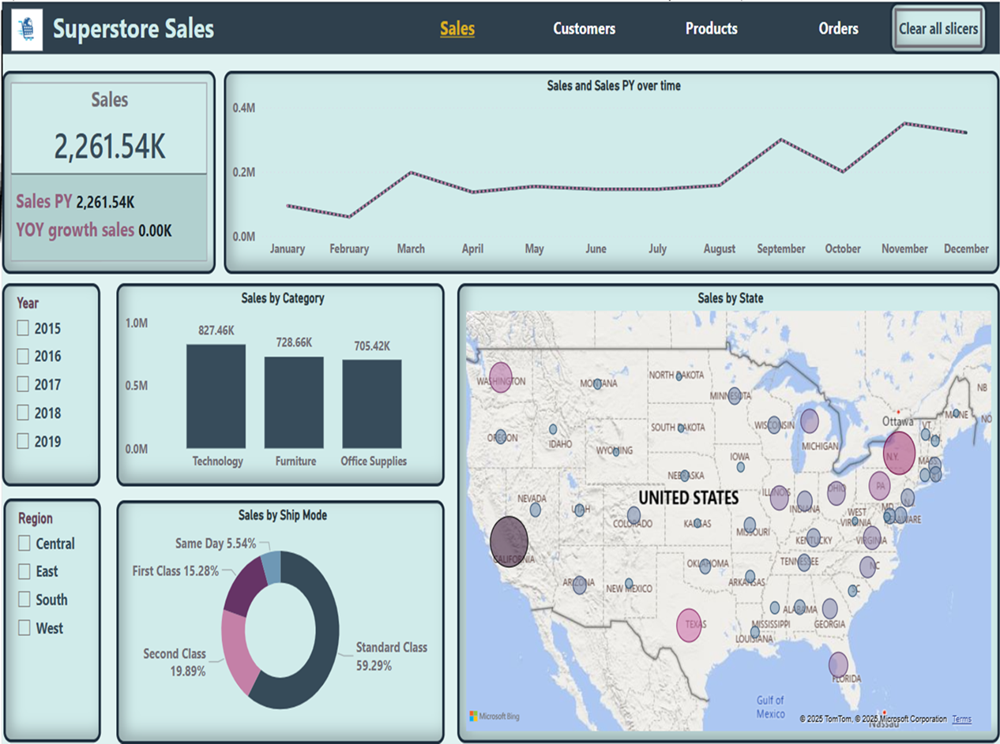 Superstore Sales
Sales
Customers
Products
Orders
Clear all slicers
Sales
2,261.54K
Sales PY 2,261.54K
YOY growth sales 0.00K
Sales and Sales PY over time
0.4M
0.2M
0.0M
January
February
March
April
May
June
July
August
September
October
November
December
Year
2015
2016
2017
2018
2019
Sales by Category
1.0M
0.5M
0.0M
827.46K
728.66K
705.42K
Technology
Furniture
Office Supplies
Region
Central
East
South
West
Sales by Ship Mode
Same Day 5.54%
First Class 15.28%
Second Class
19.89%
Standard Class
59.29%
Sales by State
WASHINGTON
MONTANA
NORTH DAKOTA
MINNESOTA
NB
MAINE
NO
Ottawa
VT
OREGON
IDAHO
SOUTH DAKOTA
WISCONSIN
MICHIGAN
WYOMING
IOWA
N.Y.
NEBRASKA
ILLINOIS
INDIANA
OHIO
PA
UNITED STATES
NEVADA
UTAH
COLORADO
KANSAS
MISSOURI
WEST
VIRGINIA
MD
DELAWARE
KENTUCKY
VIRGINIA
CALIFORNIA
TENNESSEE
NC
OKLAHOMA
ARKANSAS
ARIZONA
NEW MEXICO
SC
MISSISSIPPI
ALABAMA
GEORGIA
TEXAS
LOUISIANA
FLORIDA
Gulf of
Mexico
Nassau
Microsoft Bing
© 2025 TomTom, © 2025 Microsoft Corporation
Terms